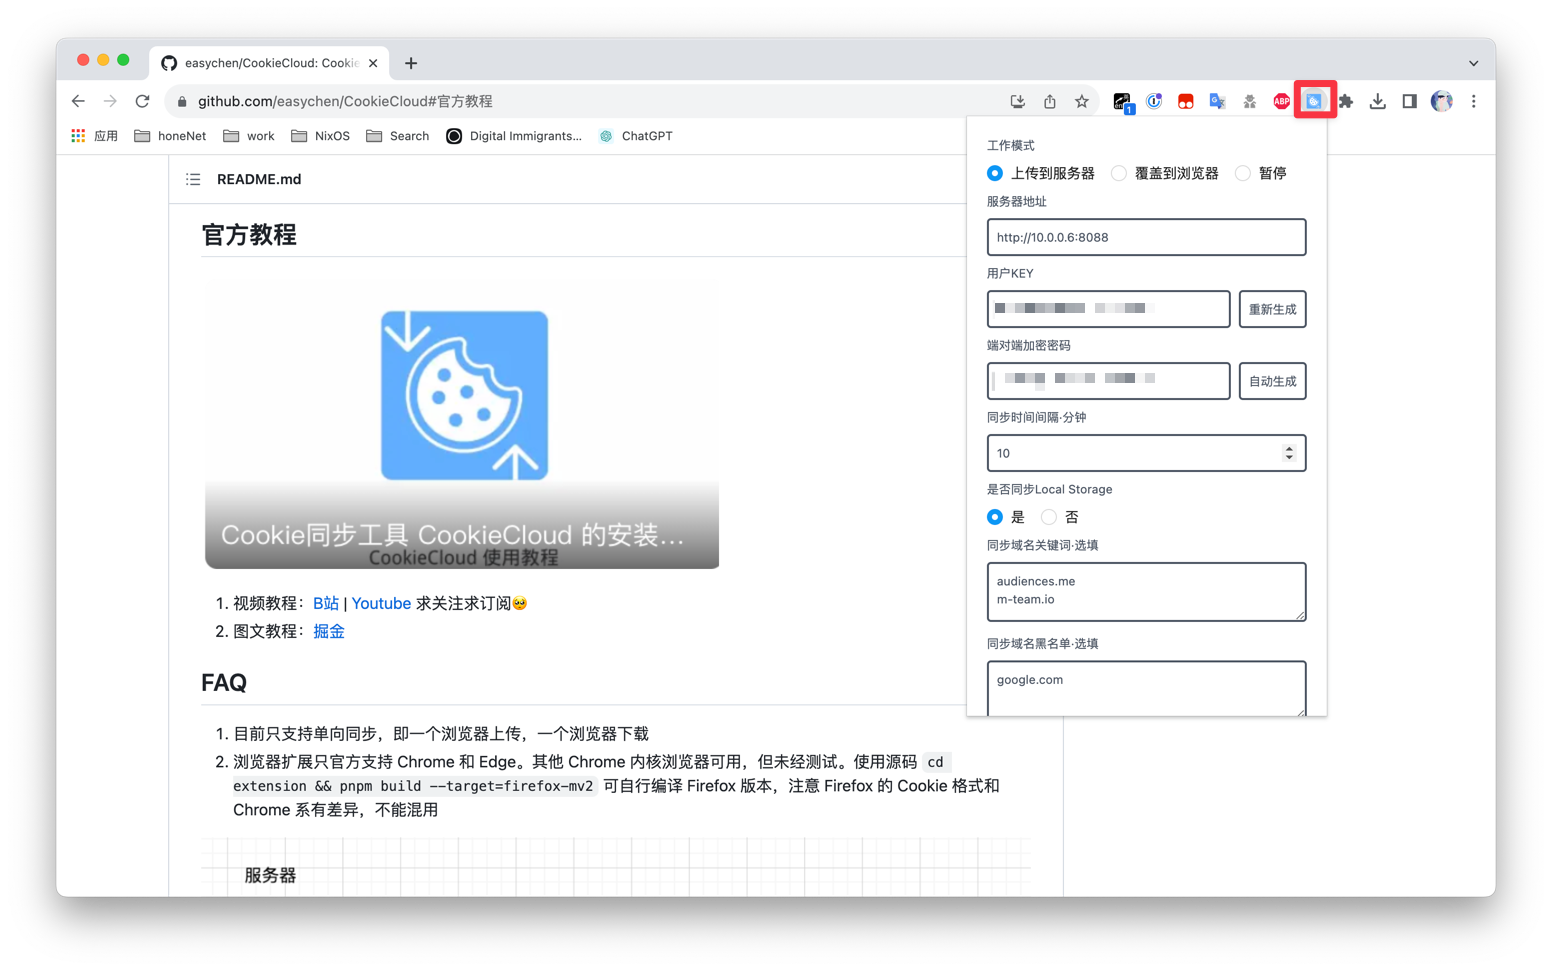 easychen/CookieCloud: Cookie
github.com/easychen/CookieCloud#官方教程
1
ABP
应用
honeNet
work
NixOS
Search
Digital Immigrants...
ChatGPT
README.md
官方教程
Cookie同步工具 CookieCloud 的安装...
CookieCloud 使用教程
1. 视频教程：B站 | Youtube 求关注求订阅🥺
2. 图文教程：掘金
FAQ
1. 目前只支持单向同步，即一个浏览器上传，一个浏览器下载
2. 浏览器扩展只官方支持 Chrome 和 Edge。其他 Chrome 内核浏览器可用，但未经测试。使用源码 cd
extension && pnpm build --target=firefox-mv2 可自行编译 Firefox 版本，注意 Firefox 的 Cookie 格式和
Chrome 系有差异，不能混用
服务器
工作模式
上传到服务器 覆盖到浏览器 暂停
服务器地址
http://10.0.0.6:8088
用户KEY
重新生成
端对端加密密码
自动生成
同步时间间隔·分钟
10
是否同步Local Storage
是 否
同步域名关键词·选填
audiences.me
m-team.io
同步域名黑名单·选填
google.com